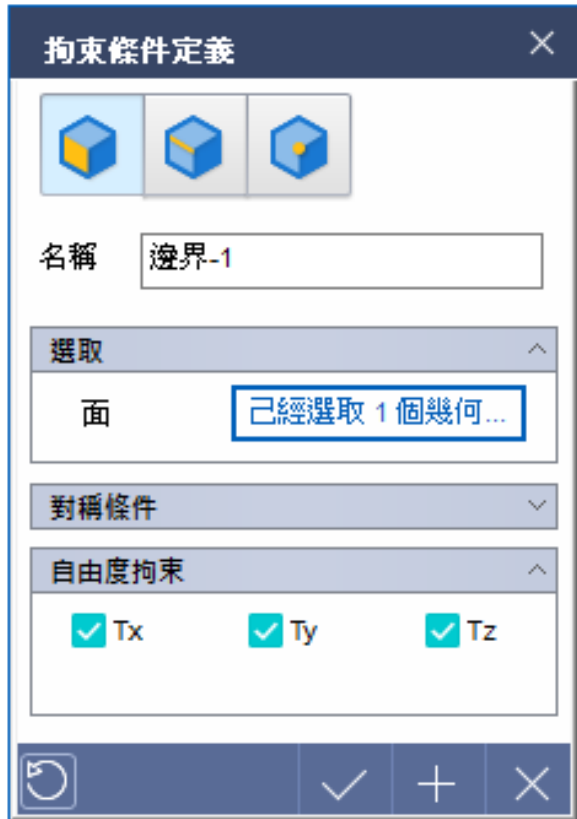 拘束條件定義
名稱 邊界-1
選取
面 已經選取 1 個幾何...
對稱條件
自由度拘束
Tx Ty Tz